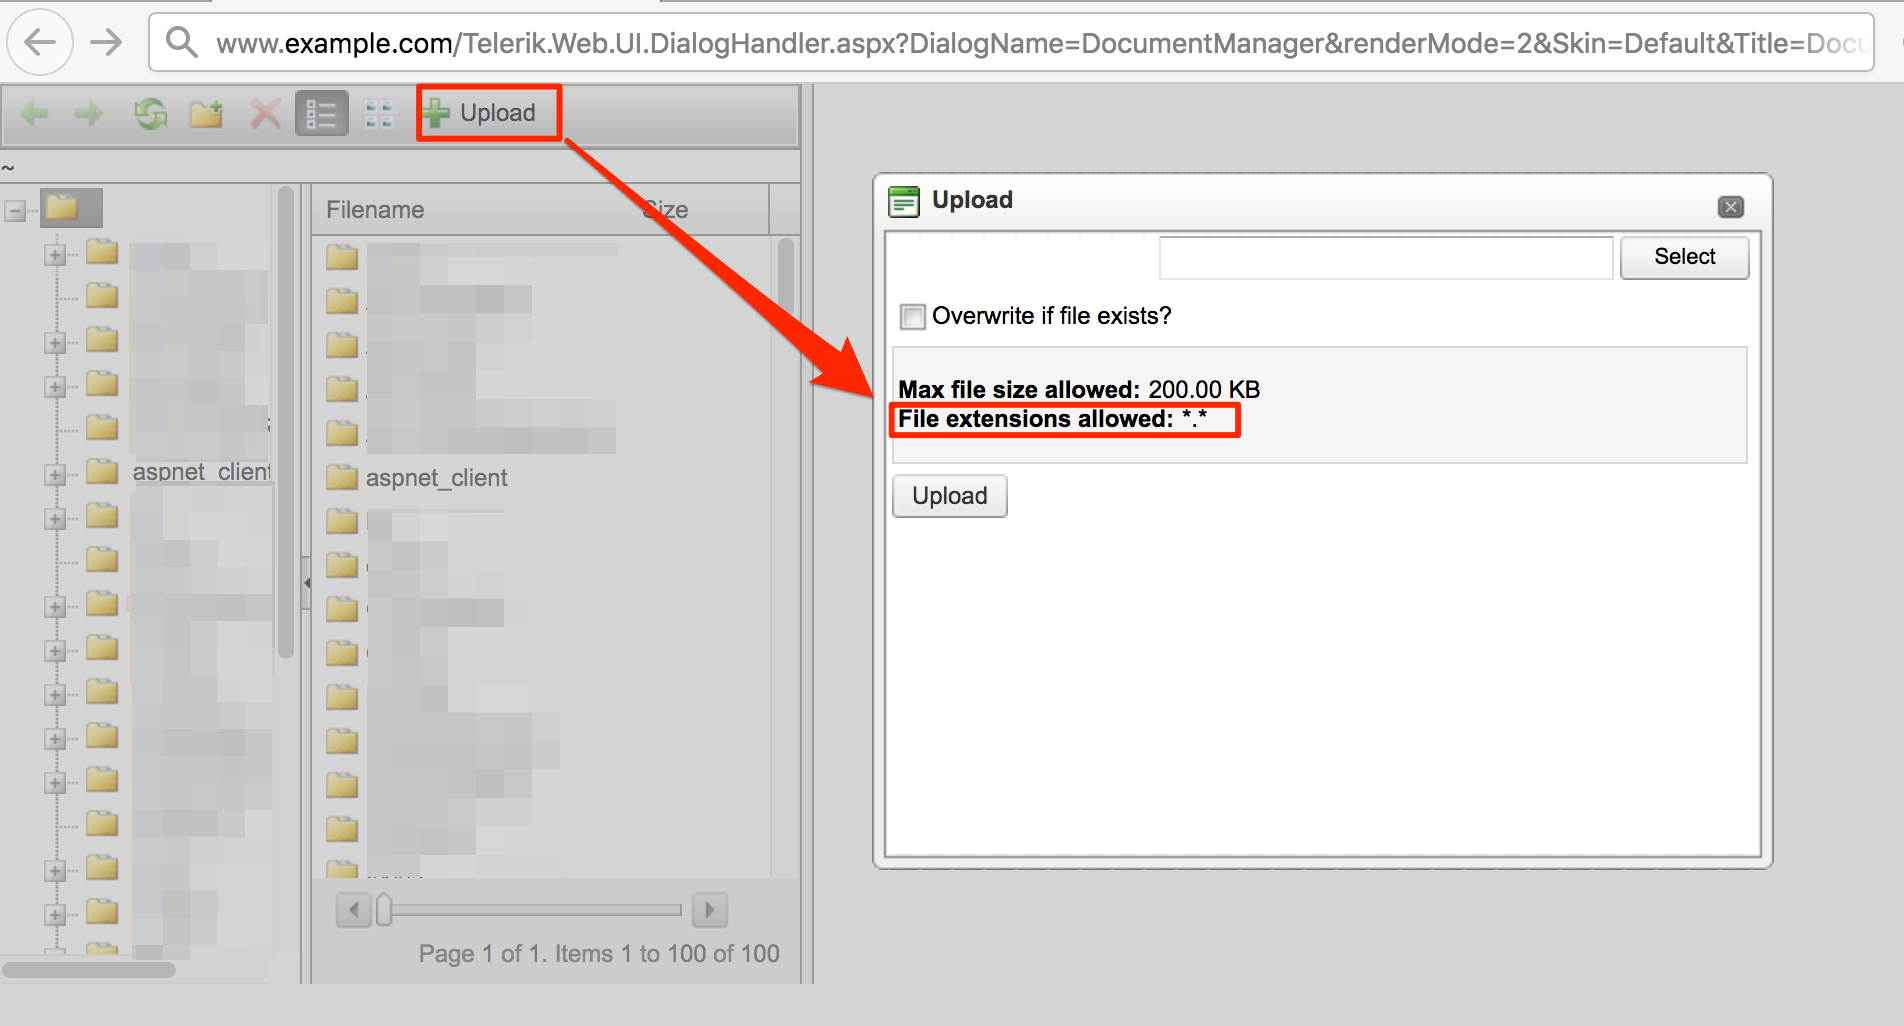 www.example.com/Telerik.Web.UI.DialogHandler.aspx?DialogName=DocumentManager&renderMode=2&Skin=Default&Title=Docu
Upload
~
Filename Size
aspnet_client
aspnet_client
Page 1 of 1. Items 1 to 100 of 100
Upload
Select
Overwrite if file exists?
Max file size allowed: 200.00 KB
File extensions allowed: *.*
Upload